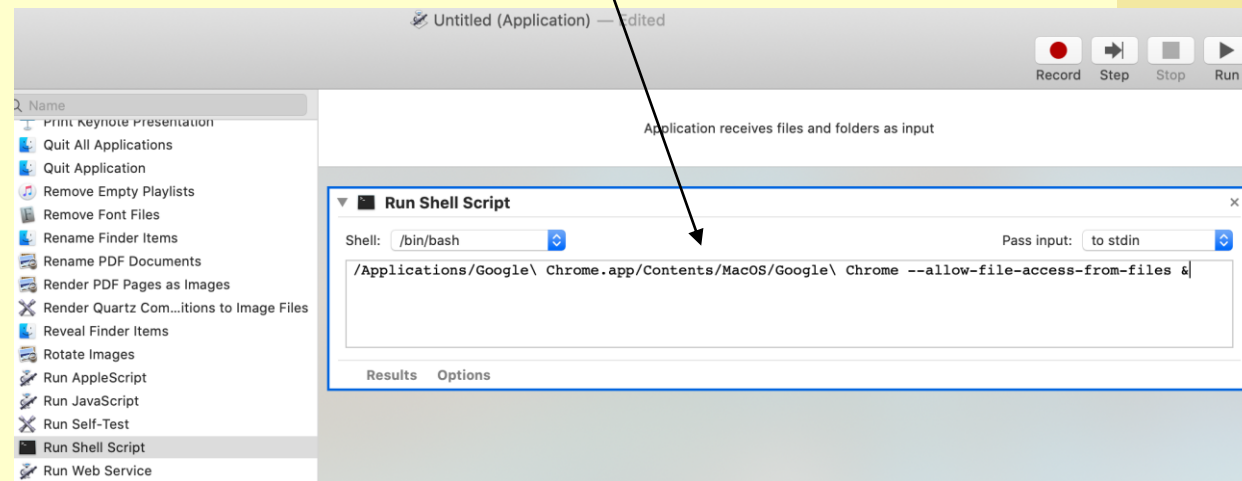 Untitled (Application) — Edited
Record Step Stop Run
Name
Print Keynote Presentation
Quit All Applications
Quit Application
Remove Empty Playlists
Remove Font Files
Rename Finder Items
Rename PDF Documents
Render PDF Pages as Images
Render Quartz Com...itions to Image Files
Reveal Finder Items
Rotate Images
Run AppleScript
Run JavaScript
Run Self-Test
Run Shell Script
Run Web Service
Application receives files and folders as input
Run Shell Script
Shell: /bin/bash Pass input: to stdin
/Applications/Google\ Chrome.app/Contents/MacOS/Google\ Chrome --allow-file-access-from-files &
Results Options